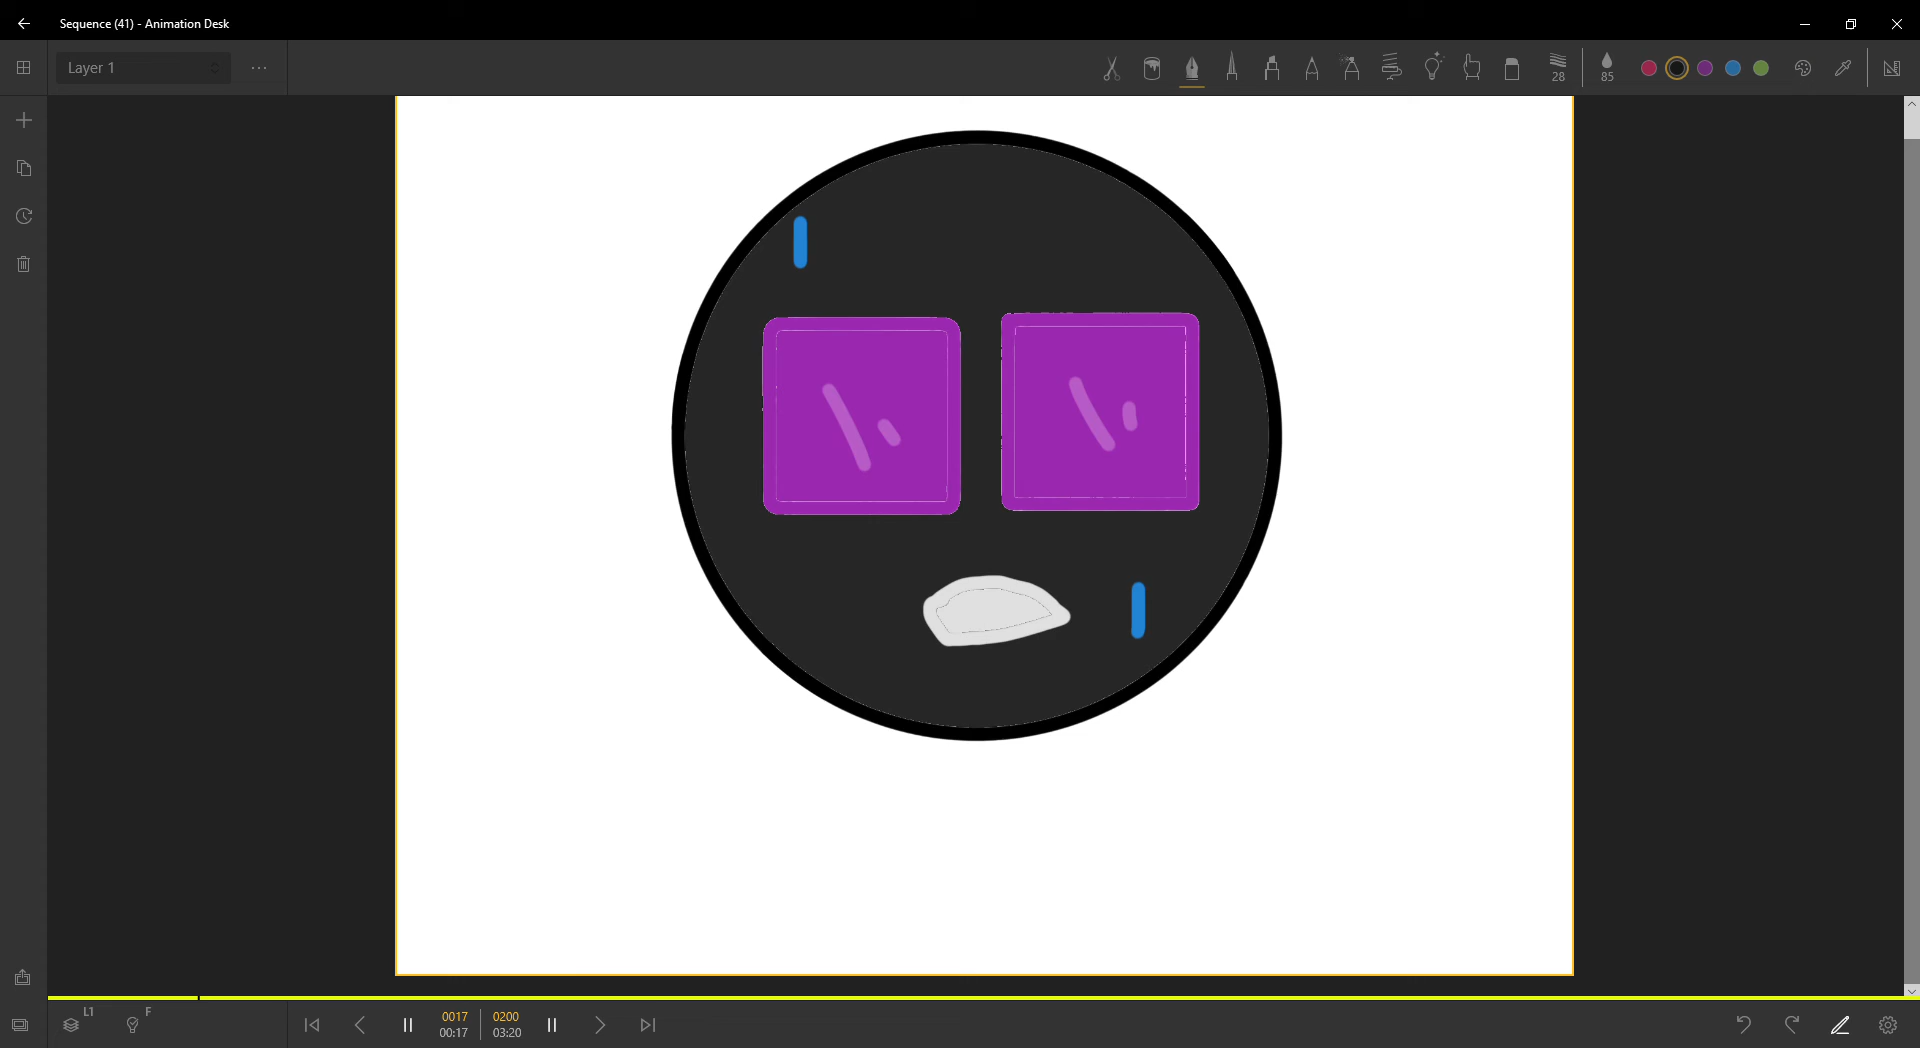 Sequence (41) - Animation Desk
Layer 1
28
85
L1
F
0017
00:17
0200
03:20